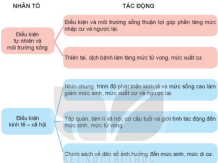 NHÂN TỐ
TÁC ĐỘNG
Điều kiện
tự nhiên và
môi trường sống
Điều kiện và môi trường sống thuận lợi góp phần tăng mức
nhập cư và ngược lại.
Thiên tai, dịch bệnh làm tăng mức tử vong, mức xuất cư.
Điều kiện
kinh tế – xã hội
Nhìn chung, trình độ phát triển kinh tế và mức sống cao làm
giảm mức sinh, mức xuất cư và ngược lại.
Tập quán, tâm lí xã hội, cơ cấu tuổi và giới tính tác động đến
mức sinh, mức tử vong.
Chính sách về dân số ảnh hưởng đến mức sinh, mức di cư...